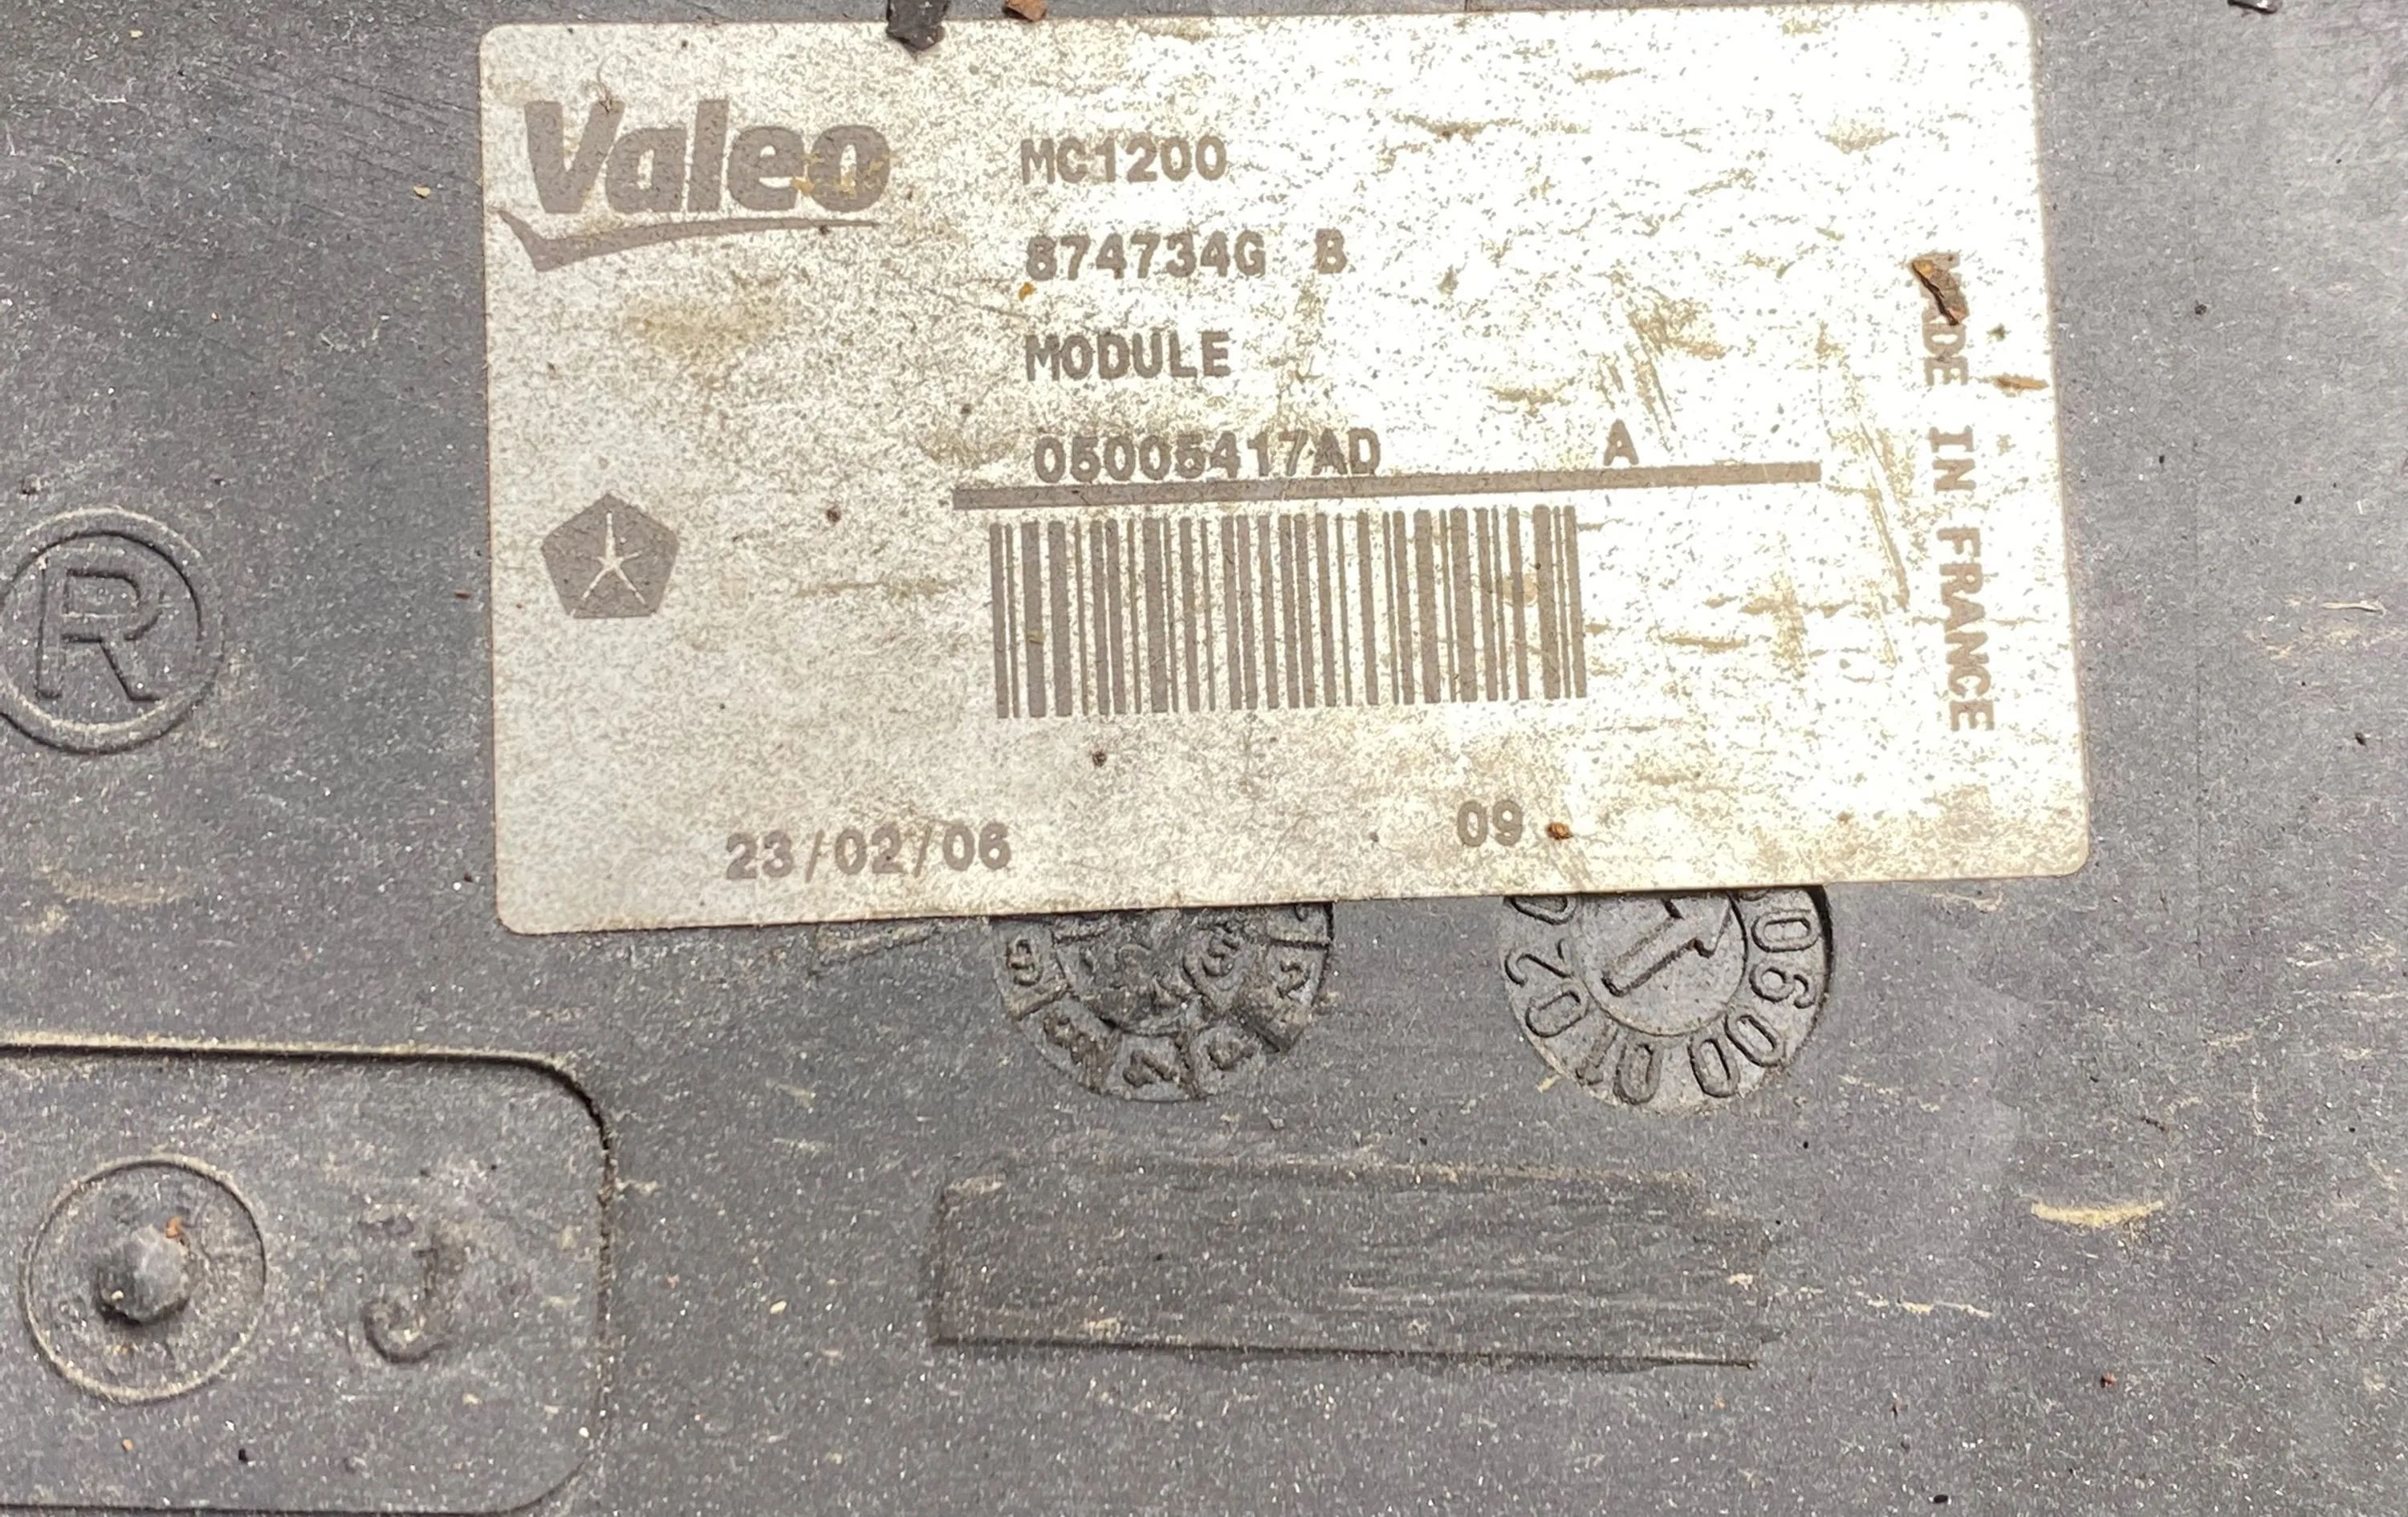 Valeo
MC1200
874734G B
MODULE
05005417AD A
MADE IN FRANCE
23/02/06
09
R
J